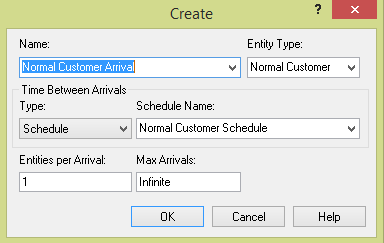 Create
? x
Name: Entity Type:
Normal Customer Arrival Normal Customer
Time Between Arrivals
Type: Schedule Name:
Schedule Normal Customer Schedule
Entities per Arrival: Max Arrivals:
1 Infinite
OK Cancel Help